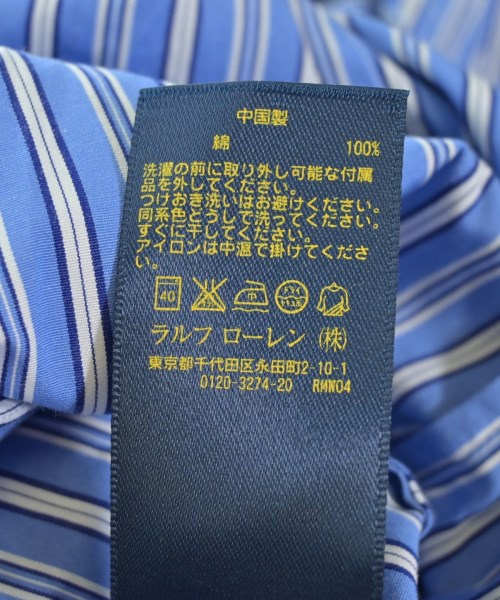 中国製
綿 100%
洗濯の前に取り外し可能な付属
品を外してください。
つけおき洗いはお避けください。
同系色どうしで洗ってください。
すぐに干してください。
アイロンは中温で掛けてくださ
い。
40 中
ラルフ ローレン (株)
東京都千代田区永田町2-10-1
0120-3274-20 RMW04